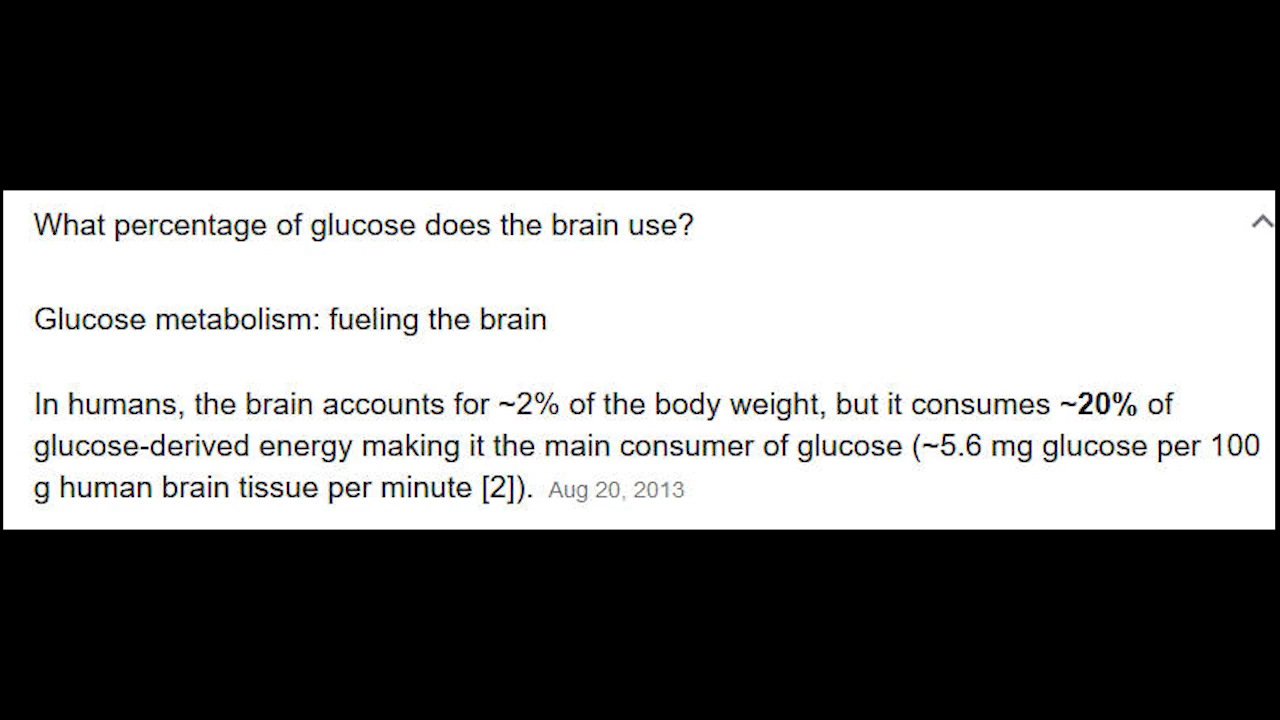 What percentage of glucose does the brain use?
Glucose metabolism: fueling the brain
In humans, the brain accounts for ~2% of the body weight, but it consumes ~20% of
glucose-derived energy making it the main consumer of glucose (~5.6 mg glucose per 100
g human brain tissue per minute [2]). Aug 20, 2013